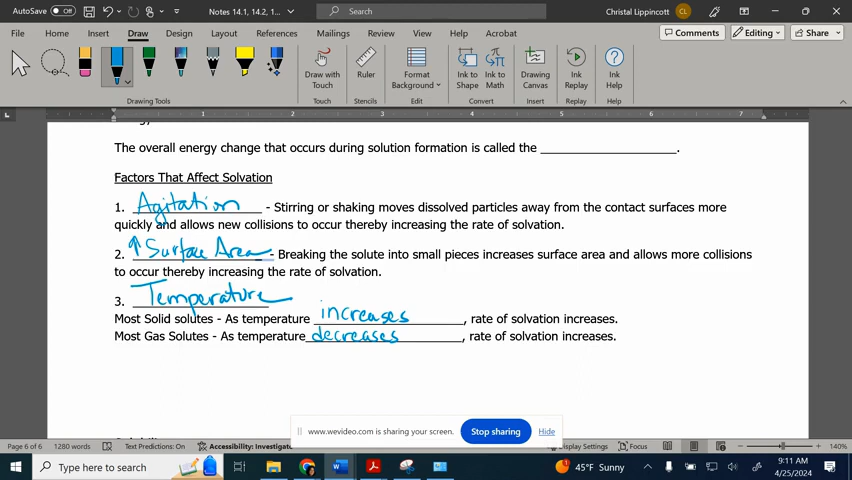 AutoSave Off Notes 14.1, 14.2, 1... Search Christal Lippincott CL
File Home Insert Draw Design Layout References Mailings Review View Help Acrobat Comments Editing Share
Draw with Touch Ruler Format Background Ink to Shape Ink to Math Drawing Canvas Ink Replay Ink Help
Drawing Tools Touch Stencils Edit Convert Insert Replay Help
1 2 3 4 5 6 7
The overall energy change that occurs during solution formation is called the ____________________.
Factors That Affect Solvation
1. Agitation - Stirring or shaking moves dissolved particles away from the contact surfaces more
quickly and allows new collisions to occur thereby increasing the rate of solvation.
2. ↑ Surface Area - Breaking the solute into small pieces increases surface area and allows more collisions
to occur thereby increasing the rate of solvation.
3. Temperature
Most Solid solutes - As temperature increases, rate of solvation increases.
Most Gas Solutes - As temperature decreases, rate of solvation increases.
www.wevideo.com is sharing your screen. Stop sharing Hide
Page 6 of 6 1280 words Text Predictions: On Accessibility: Investigate Display Settings Focus 140%
Type here to search 1 45°F Sunny 9:11 AM
4/25/2024